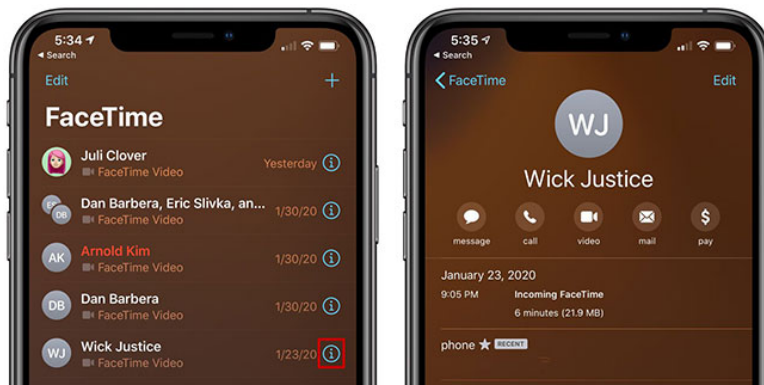 5:34
◀ Search
Edit
+
FaceTime
Juli Clover
FaceTime Video
Yesterday
Dan Barbera, Eric Slivka, an...
FaceTime Video
1/30/20
ES
DB
AK
Arnold Kim
FaceTime Video
1/30/20
DB
Dan Barbera
FaceTime Video
1/30/20
WJ
Wick Justice
FaceTime Video
1/23/20
5:35
◀ Search
FaceTime
Edit
WJ
Wick Justice
$
message
call
video
mail
pay
January 23, 2020
9:05 PM Incoming FaceTime
6 minutes (21.9 MB)
phone ★ RECENT